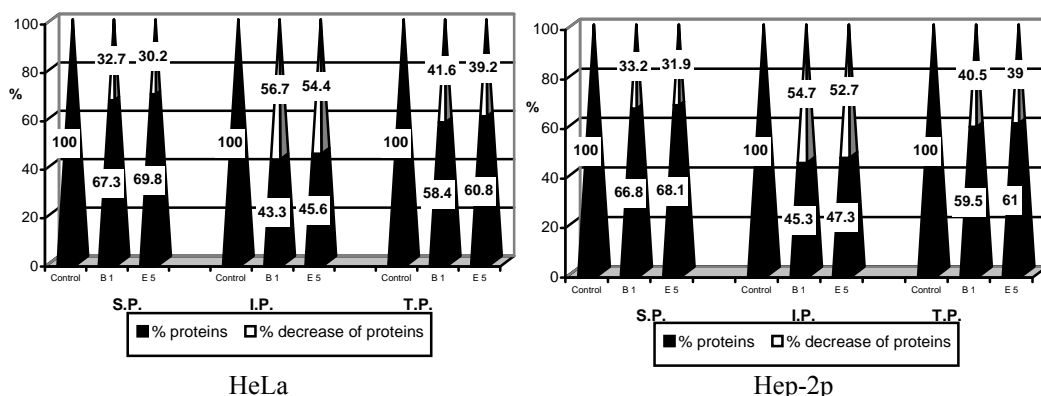 100
80
%
60
40
20
0
32.7 30.2 56.7 54.4 41.6 39.2
100 100 100
67.3 69.8 43.3 45.6 58.4 60.8
Control B 1 E 5 Control B 1 E 5 Control B 1 E 5
S.P. I.P. T.P.
% proteins % decrease of proteins
HeLa
100
80
%
60
40
20
0
33.2 31.9 54.7 52.7 40.5 39
100 100 100
66.8 68.1 45.3 47.3 59.5 61
Control B 1 E 5 Control B 1 E 5 Control B 1 E 5
S.P. I.P. T.P.
% proteins % decrease of proteins
Hep-2p